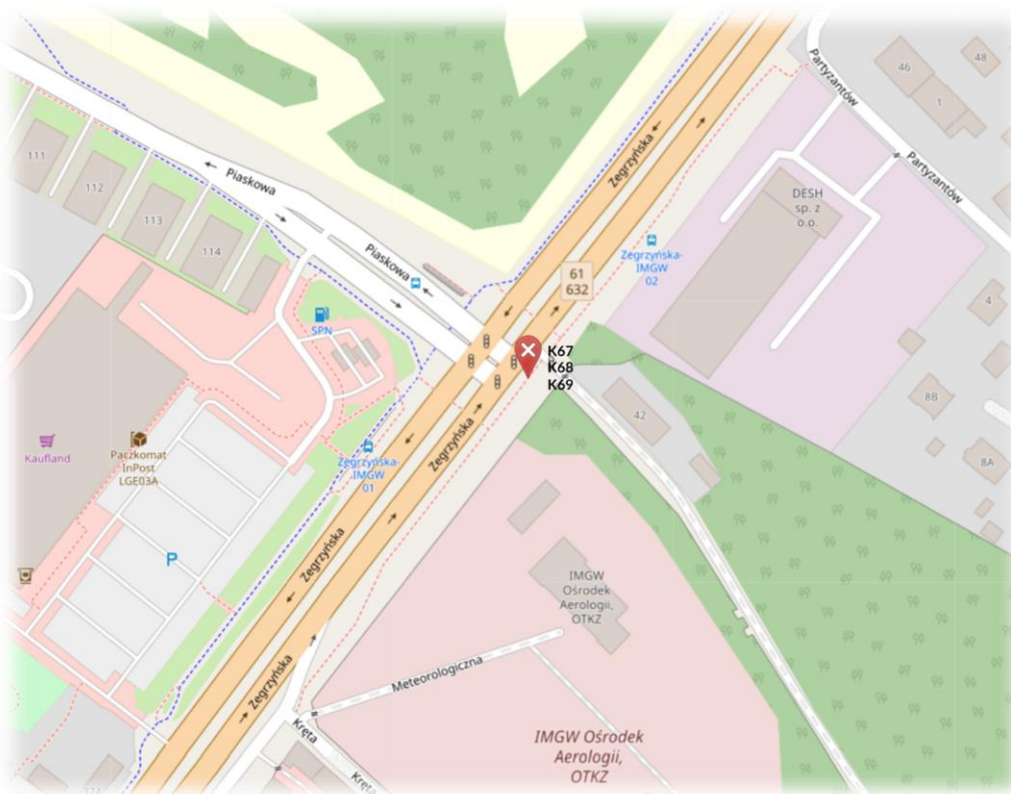 Partyzantów
46
48
1
Partyzantów
111
112
113
114
Piaskowa
Piaskowa
Zegrzyńska
DESH
sp. z
o.o.
Zegrzyńska-
IMGW
02
61
632
4
SPN
K67
K68
K69
42
8B
8A
Kaufland
Paczkomat
InPost
LGE03A
Zegrzyńska-
IMGW
01
Zegrzyńska
P
Zegrzyńska
IMGW
Ośrodek
Aerologii,
OTKZ
Meteorologiczna
Zegrzyńska
Kręta
Kręta
IMGW Ośrodek
Aerologii,
OTKZ